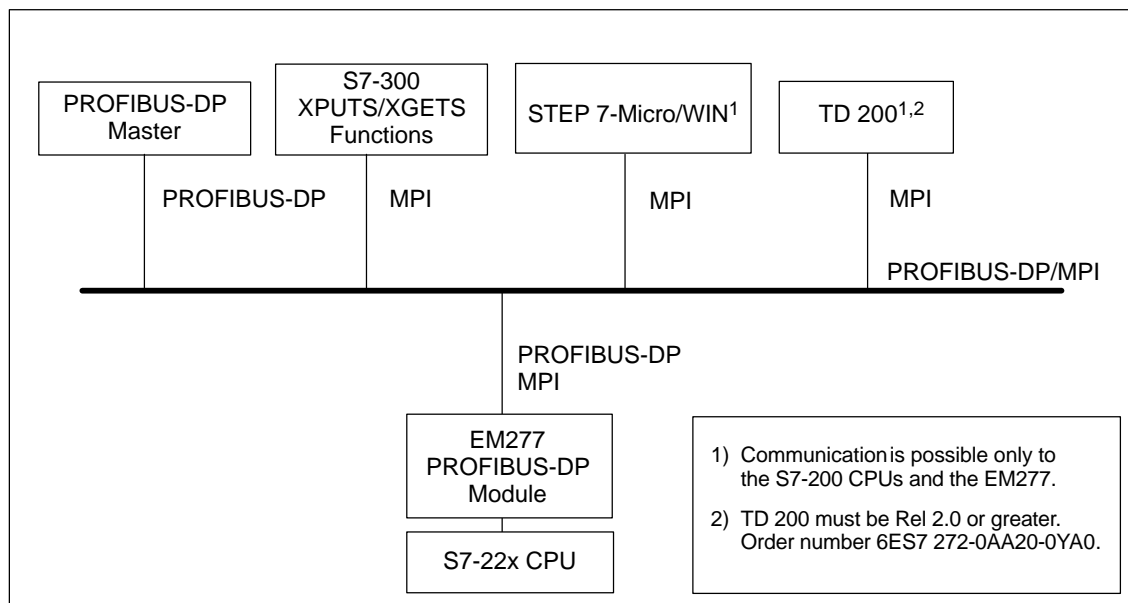 PROFIBUS-DP
Master
S7-300
XPUTS/XGETS
Functions
STEP 7-Micro/WIN1
TD 2001,2
PROFIBUS-DP
MPI
MPI
MPI
PROFIBUS-DP/MPI
PROFIBUS-DP
MPI
EM277
PROFIBUS-DP
Module
S7-22x CPU
1) Communication is possible only to
the S7-200 CPUs and the EM277.
2) TD 200 must be Rel 2.0 or greater.
Order number 6ES7 272-0AA20-0YA0.